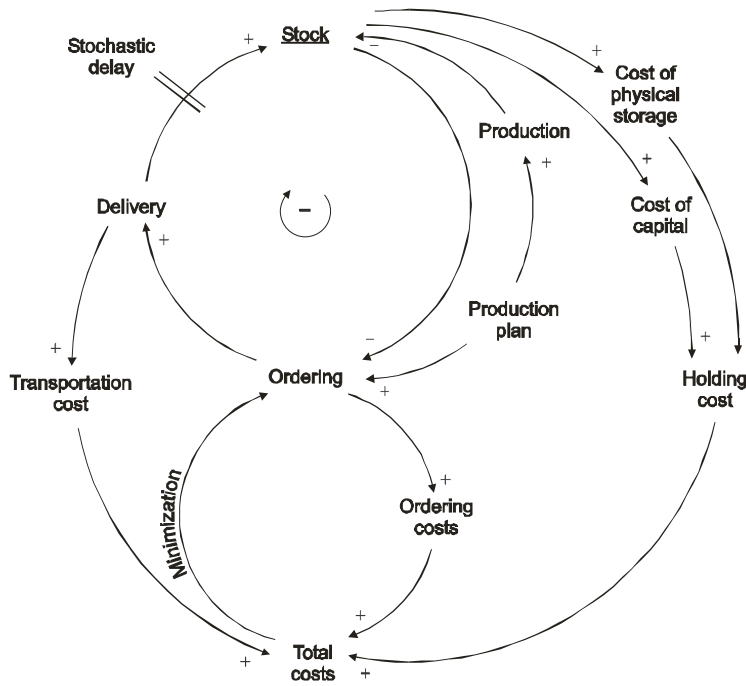 Stochastic
delay
+
Stock
−
+
Cost of
physical
storage
Production
+
+
Delivery
+
−
Cost of
capital
Production
plan
+
−
+
Transportation
cost
Ordering
+
Holding
cost
Minimization
+
Ordering
costs
+
+
Total
costs
+